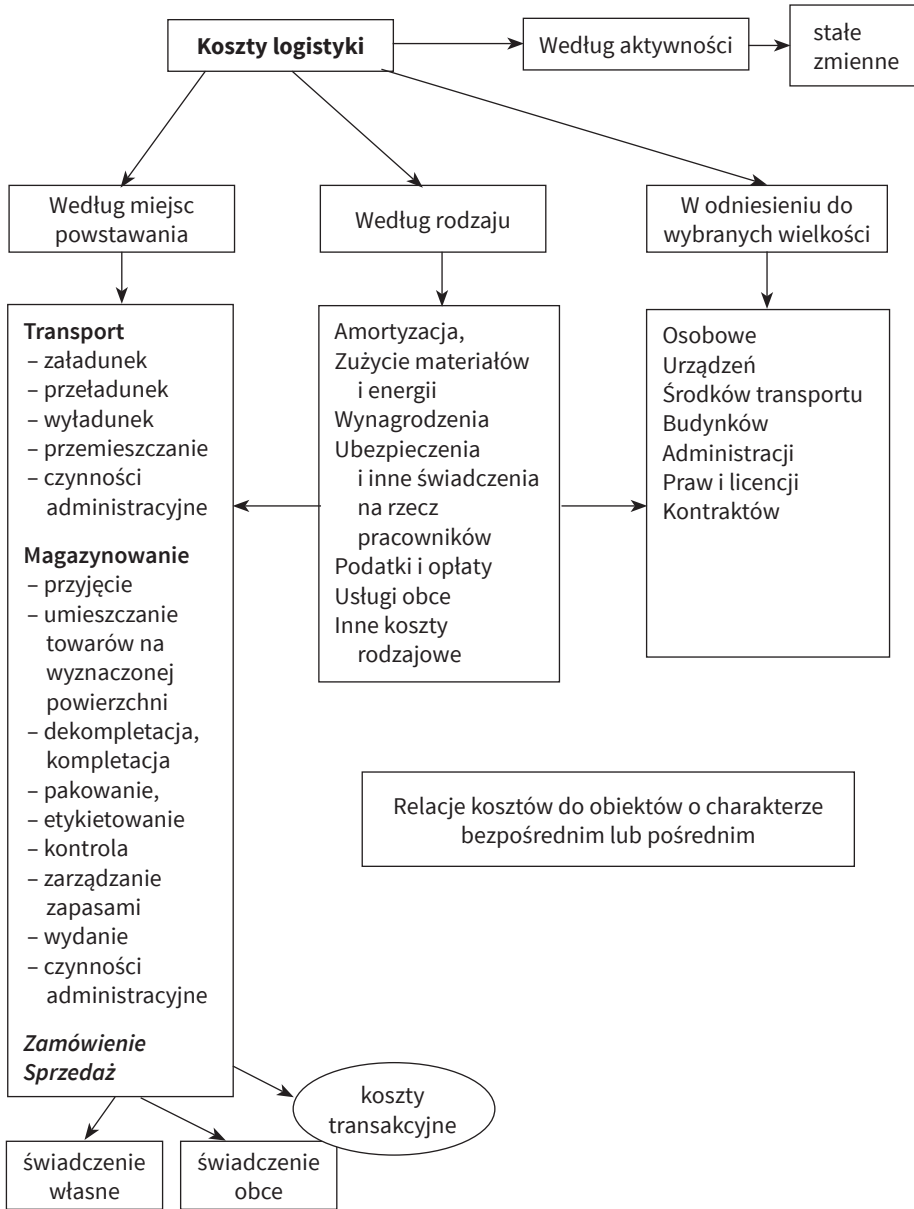 Koszty logistyki
Według aktywności
stałe
zmienne
Według miejsc
powstawania
Według rodzaju
W odniesieniu do
wybranych wielkości
Transport
– załadunek
– przeładunek
– wyładunek
– przemieszczanie
– czynności
administracyjne
Magazynowanie
– przyjęcie
– umieszczanie
towarów na
wyznaczonej
powierzchni
– dekompletacja,
kompletacja
– pakowanie,
– etykietowanie
– kontrola
– zarządzanie
zapasami
– wydanie
– czynności
administracyjne
Zamówienie
Sprzedaż
Amortyzacja,
Zużycie materiałów
i energii
Wynagrodzenia
Ubezpieczenia
i inne świadczenia
na rzecz
pracowników
Podatki i opłaty
Usługi obce
Inne koszty
rodzajowe
Osobowe
Urządzeń
Środków transportu
Budynków
Administracji
Praw i licencji
Kontraktów
Relacje kosztów do obiektów o charakterze
bezpośrednim lub pośrednim
koszty
transakcyjne
świadczenie
własne
świadczenie
obce